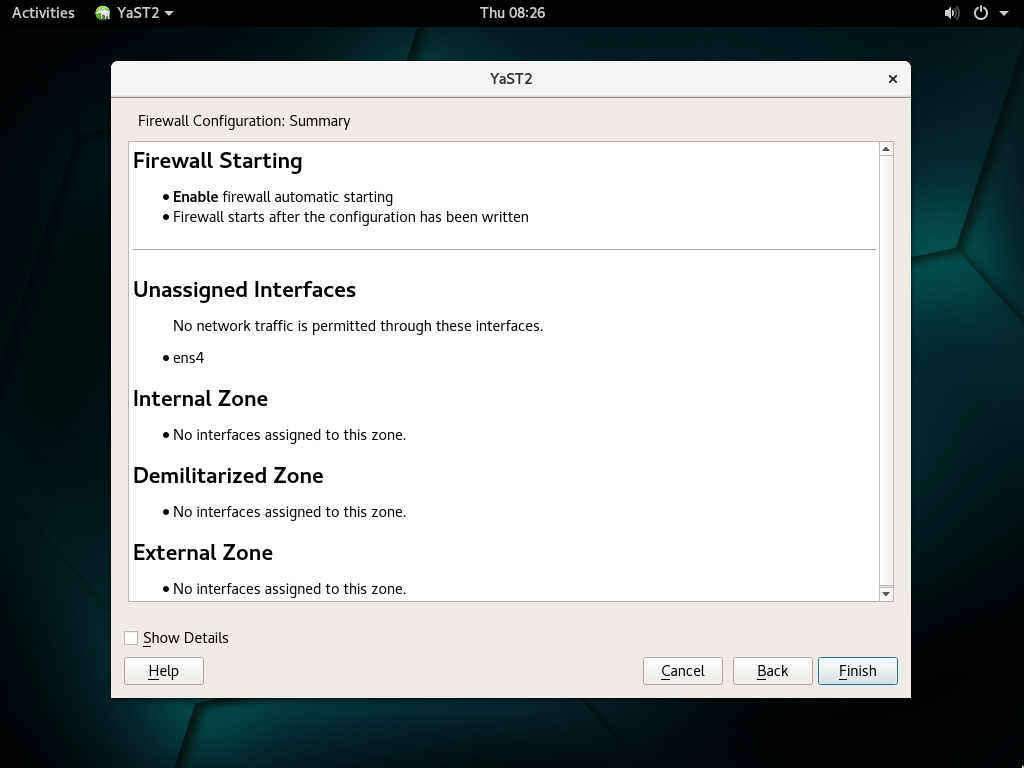 Activities YaST2 Thu 08:26
YaST2
Firewall Configuration: Summary
Firewall Starting
• Enable firewall automatic starting
• Firewall starts after the configuration has been written
Unassigned Interfaces
No network traffic is permitted through these interfaces.
• ens4
Internal Zone
• No interfaces assigned to this zone.
Demilitarized Zone
• No interfaces assigned to this zone.
External Zone
• No interfaces assigned to this zone.
Show Details
Help Cancel Back Finish